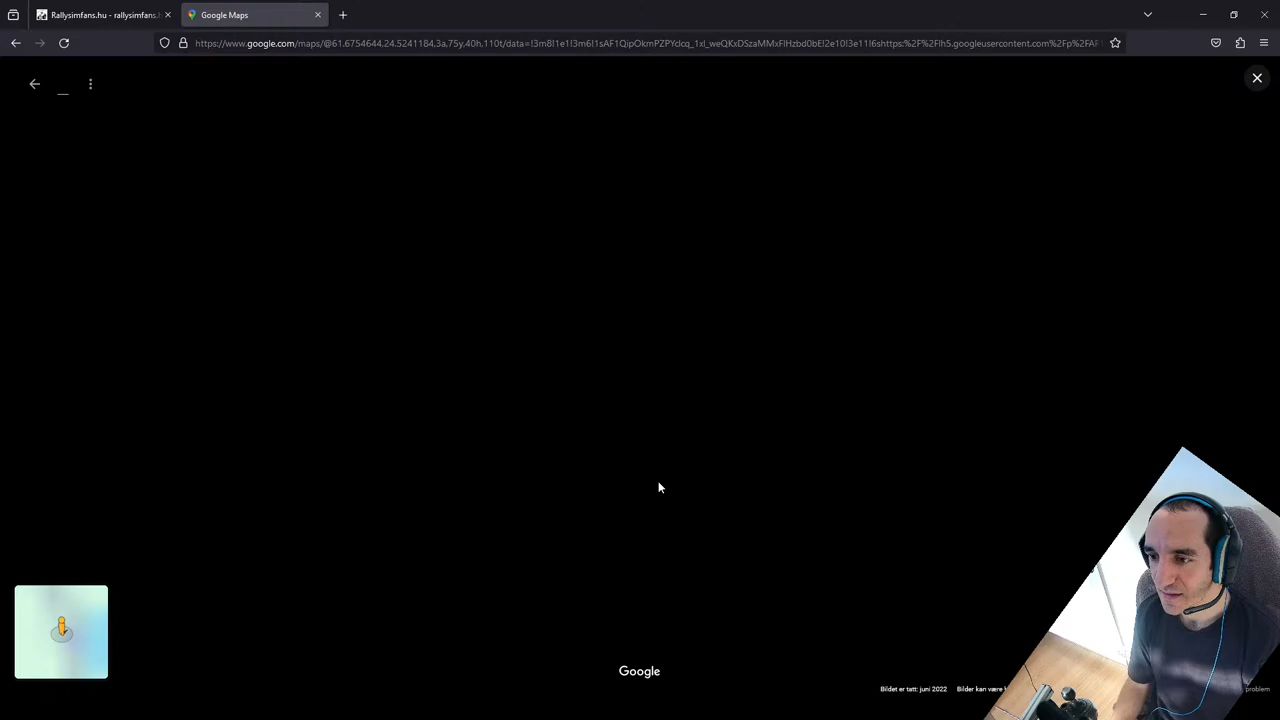 Rallysimfans.hu - rallysimfans.h
Google Maps
https://www.google.com/maps/@61.6754644,24.5241184,3a,75y,40h,110t/data=!3m8!1e1!3m6!1sAF1QipOkmPZPYdcq_1xl_weQKxDSzaMMxFlHzbd0bE!2e10!3e11!6shttps:%2F%2Flh5.googleusercontent.com%2Fp%2FAF
Google
Bildet er tatt: juni 2022 Bilder kan være problem